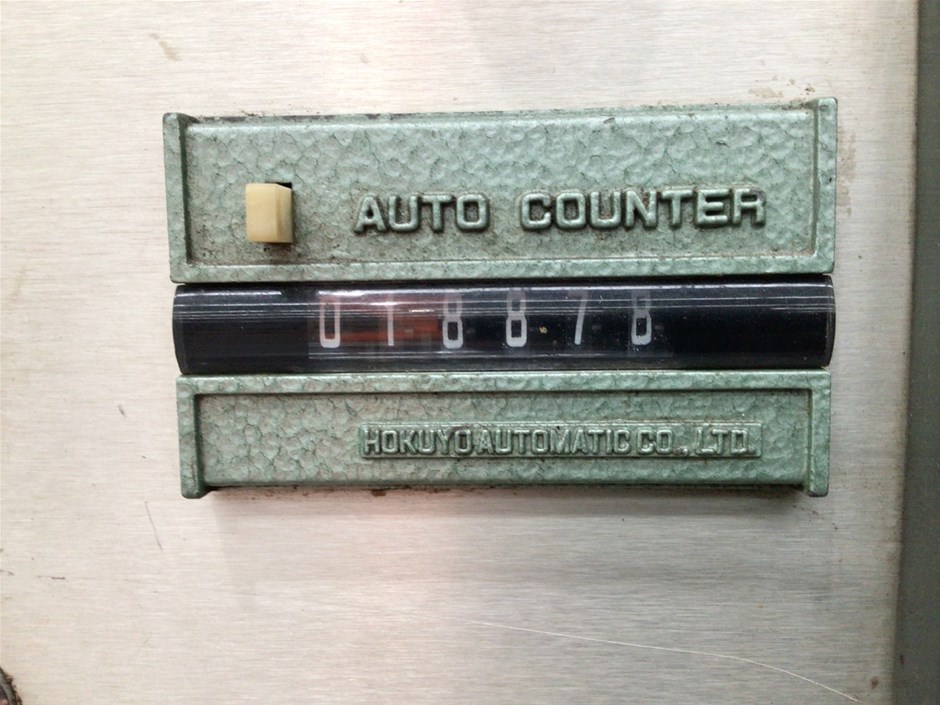 AUTO COUNTER
018878
HOKUYO AUTOMATIC CO., LTD.